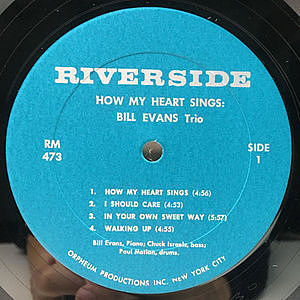 RIVERSIDE
HOW MY HEART SINGS:
BILL EVANS Trio
RM
473
SIDE
1
1. HOW MY HEART SINGS (4:56)
2. I SHOULD CARE (4:53)
3. IN YOUR OWN SWEET WAY (5:57)
4. WALKING UP (4:55)
Bill Evans, Piano; Chuck Israels, bass;
Paul Motian, drums.
ORPHEUM PRODUCTIONS INC. NEW YORK CITY